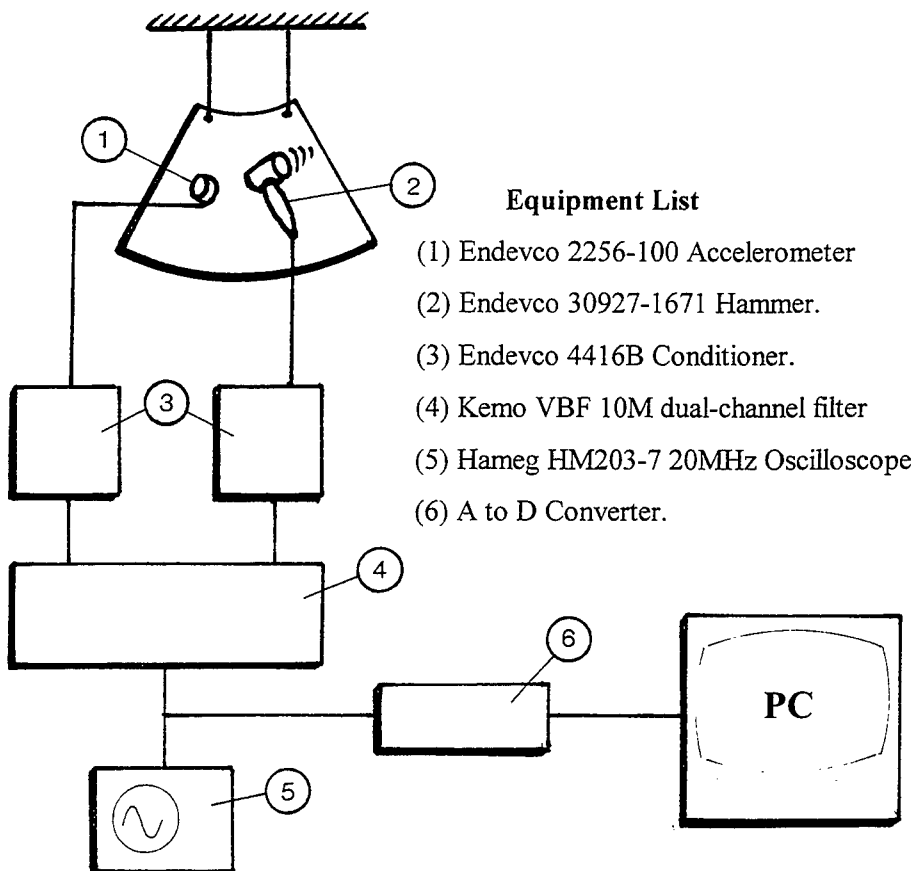 1
2
Equipment List
(1) Endevco 2256-100 Accelerometer
(2) Endevco 30927-1671 Hammer.
(3) Endevco 4416B Conditioner.
3
(4) Kemo VBF 10M dual-channel filter
(5) Hameg HM203-7 20MHz Oscilloscope
(6) A to D Converter.
4
6
PC
5